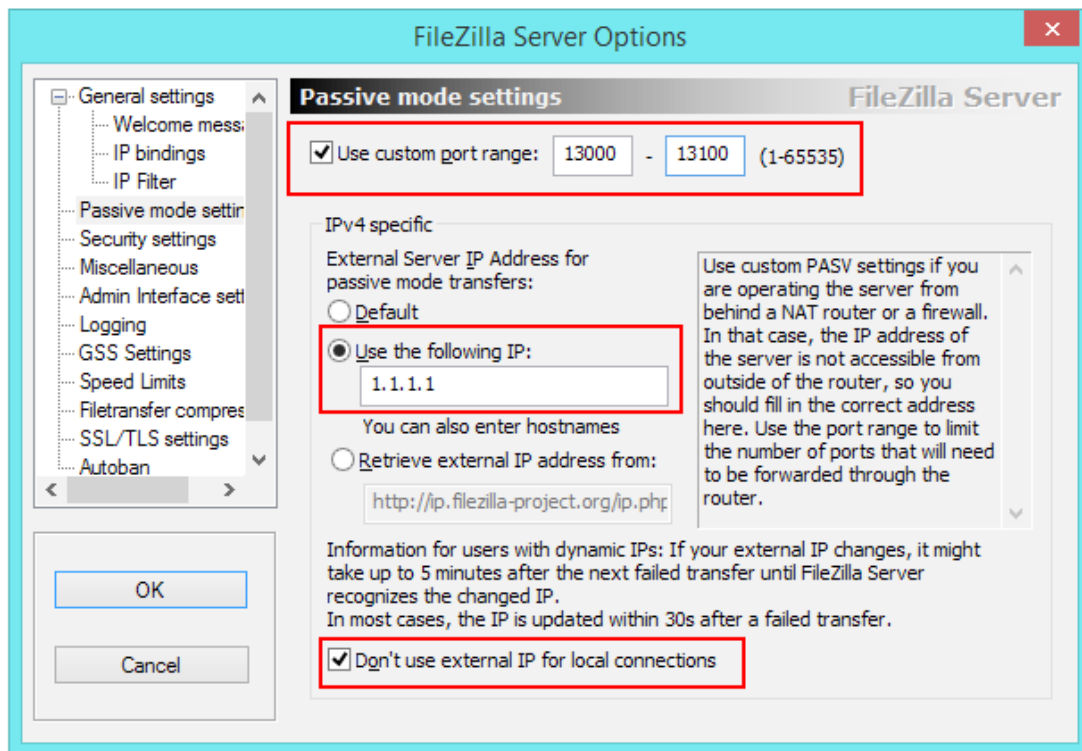 FileZilla Server Options
General settings
Welcome mess
IP bindings
IP Filter
Passive mode settin
Security settings
Miscellaneous
Admin Interface sett
Logging
GSS Settings
Speed Limits
Filetransfer compres
SSL/TLS settings
Autoban
OK
Cancel
Passive mode settings FileZilla Server
Use custom port range: 13000 - 13100 (1-65535)
IPv4 specific
External Server IP Address for
passive mode transfers:
Default
Use the following IP:
1.1.1.1
You can also enter hostnames
Retrieve external IP address from:
http://ip.filezilla-project.org/ip.php
Use custom PASV settings if you
are operating the server from
behind a NAT router or a firewall.
In that case, the IP address of
the server is not accessible from
outside of the router, so you
should fill in the correct address
here. Use the port range to limit
the number of ports that will need
to be forwarded through the
router.
Information for users with dynamic IPs: If your external IP changes, it might
take up to 5 minutes after the next failed transfer until FileZilla Server
recognizes the changed IP.
In most cases, the IP is updated within 30s after a failed transfer.
Don't use external IP for local connections